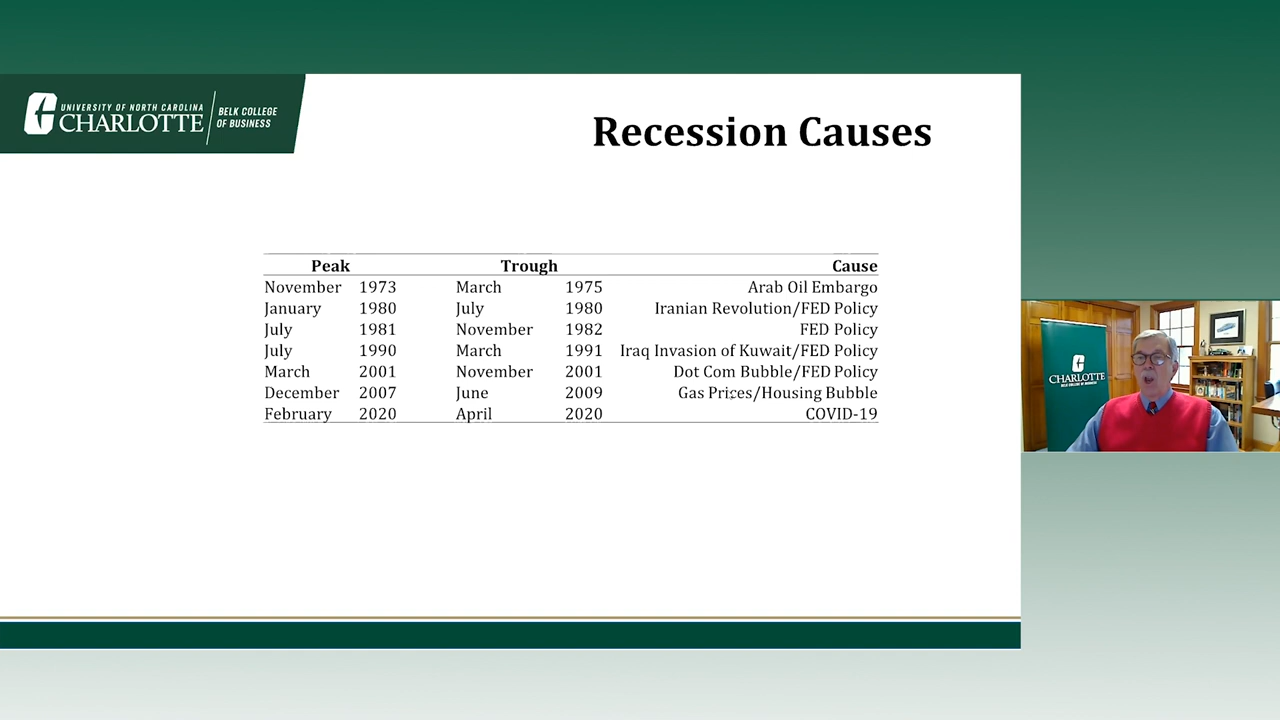 UNIVERSITY OF NORTH CAROLINA
CHARLOTTE
BELK COLLEGE
OF BUSINESS
Recession Causes
Peak Trough Cause
November 1973 March 1975 Arab Oil Embargo
January 1980 July 1980 Iranian Revolution/FED Policy
July 1981 November 1982 FED Policy
July 1990 March 1991 Iraq Invasion of Kuwait/FED Policy
March 2001 November 2001 Dot Com Bubble/FED Policy
December 2007 June 2009 Gas Prices/Housing Bubble
February 2020 April 2020 COVID-19
CHARLOTTE